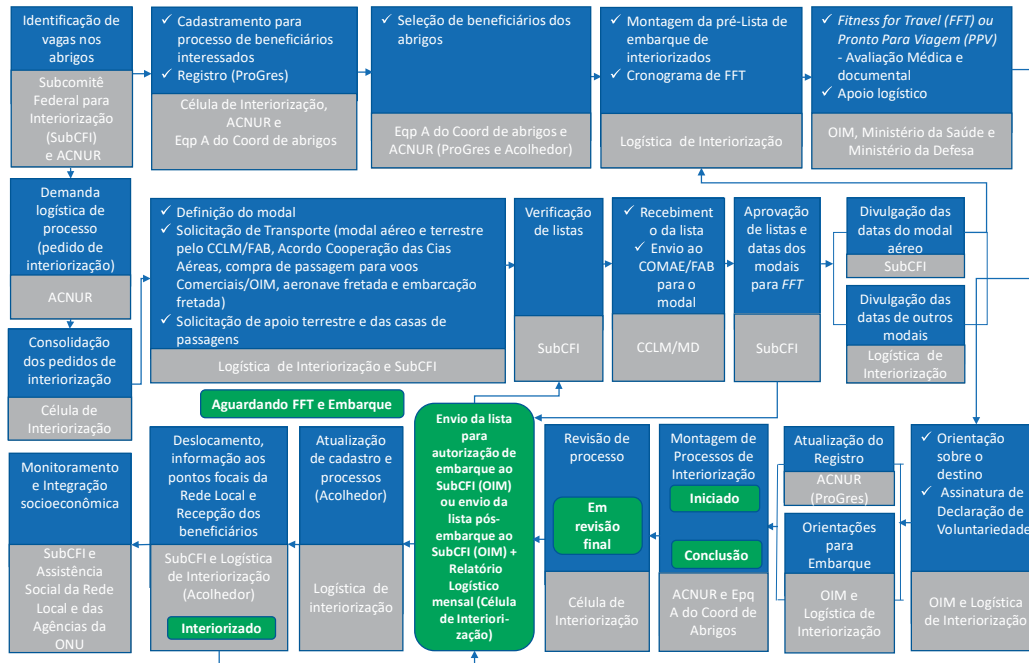 Identificação de
vagas nos
abrigos
Subcomitê
Federal para
Interiorização
(SubCFI)
e ACNUR
✓ Cadastramento para
processo de beneficiários
interessados
✓ Registro (ProGres)
Célula de Interiorização,
ACNUR e
Eqp A do Coord de abrigos
✓ Seleção de beneficiários dos
abrigos
Eqp A do Coord de abrigos e
ACNUR (ProGres e Acolhedor)
✓ Montagem da pré-Lista de
embarque de
interiorizados
✓ Cronograma de FFT
Logística de Interiorização
✓ Fitness for Travel (FFT) ou
Pronto Para Viagem (PPV)
- Avaliação Médica e
documental
✓ Apoio logístico
OIM, Ministério da Saúde e
Ministério da Defesa
Demanda
logística de
processo
(pedido de
interiorização)
ACNUR
Consolidação
dos pedidos de
interiorização
Célula de
Interiorização
✓ Definição do modal
✓ Solicitação de Transporte (modal aéreo e terrestre
pelo CCLM/FAB, Acordo Cooperação das Cias
Aéreas, compra de passagem para voos
Comerciais/OIM, aeronave fretada e embarcação
fretada)
✓ Solicitação de apoio terrestre e das casas de
passagens
Logística de Interiorização e SubCFI
Verificação
de listas
SubCFI
✓ Recebiment
o da lista
✓ Envio ao
COMAE/FAB
para o
modal
CCLM/MD
Aprovação
de listas e
datas dos
modais
para FFT
SubCFI
Divulgação das
datas do modal
aéreo
SubCFI
Divulgação das
datas de outros
modais
Logística de
Interiorização
Aguardando FFT e Embarque
Monitoramento
e Integração
socioeconômica
SubCFI e
Assistência
Social da Rede
Local e das
Agências da
ONU
Deslocamento,
informação aos
pontos focais da
Rede Local e
Recepção dos
beneficiários
SubCFI e Logística
de Interiorização
(Acolhedor)
Interiorizado
Atualização
de cadastro e
processos
(Acolhedor)
Logística de
interiorização
Envio da lista
para
autorização de
embarque ao
SubCFI (OIM)
ou envio da
lista pós-
embarque ao
SubCFI (OIM) +
Relatório
Logístico
mensal (Célula
de Interiori-
zação)
Revisão de
processo
Em
revisão
final
Célula de
Interiorização
Montagem de
Processos de
Interiorização
Iniciado
Conclusão
ACNUR e Epq
A do Coord de
Abrigos
Atualização do
Registro
ACNUR
(ProGres)
Orientações
para
Embarque
OIM e
Logística de
Interiorização
✓ Orientação
sobre o
destino
✓ Assinatura de
Declaração de
Voluntariedade
OIM e Logística
de Interiorização